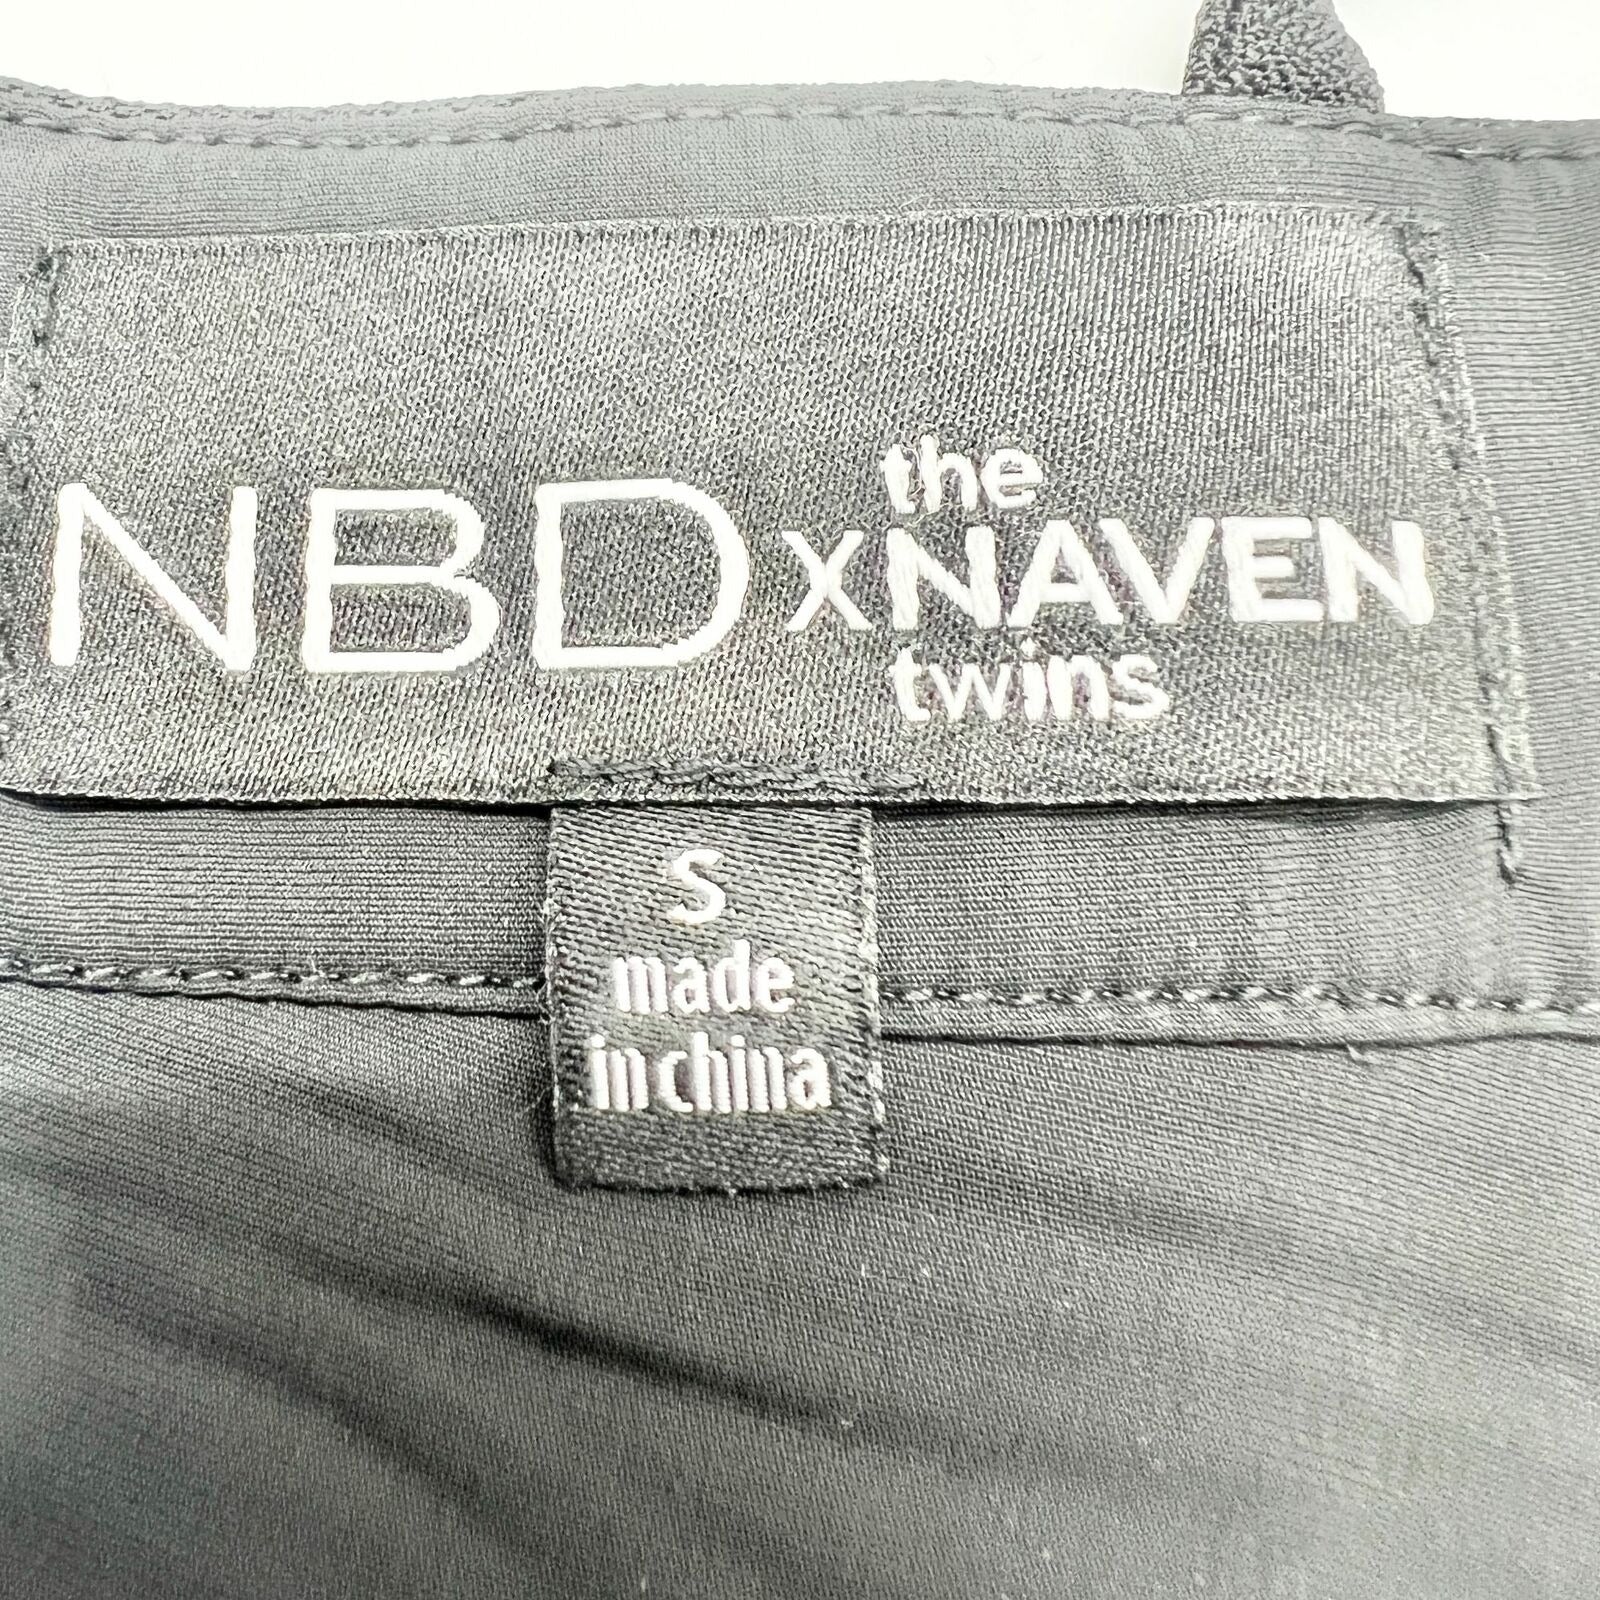 the
NBD x NAVEN
twins
S
made
in china